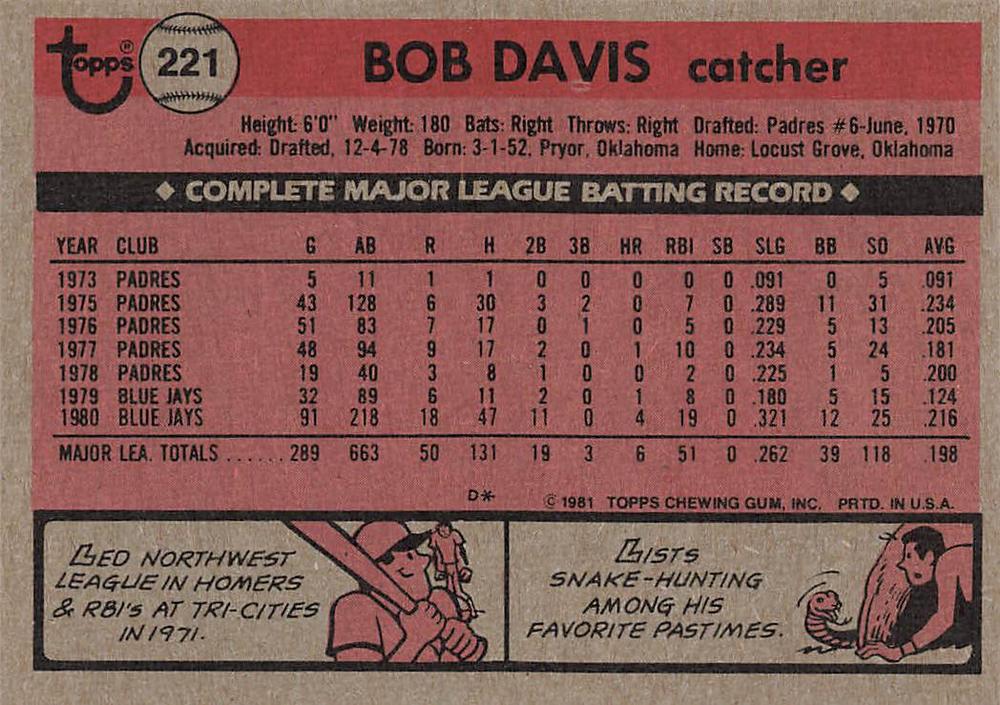 topps® 221 BOB DAVIS catcher
Height: 6'0" Weight: 180 Bats: Right Throws: Right Drafted: Padres #6-June, 1970
Acquired: Drafted, 12-4-78 Born: 3-1-52, Pryor, Oklahoma Home: Locust Grove, Oklahoma
◆ COMPLETE MAJOR LEAGUE BATTING RECORD ◆
YEAR CLUB G AB R H 2B 3B HR RBI SB SLG BB SO AVG
1973 PADRES 5 11 1 1 0 0 0 0 0 .091 0 5 .091
1975 PADRES 43 128 6 30 3 2 0 7 0 .289 11 31 .234
1976 PADRES 51 83 7 17 0 1 0 5 0 .229 5 13 .205
1977 PADRES 48 94 9 17 2 0 1 10 0 .234 5 24 .181
1978 PADRES 19 40 3 8 1 0 0 2 0 .225 1 5 .200
1979 BLUE JAYS 32 89 6 11 2 0 1 8 0 .180 5 15 .124
1980 BLUE JAYS 91 218 18 47 11 0 4 19 0 .321 12 25 .216
MAJOR LEA. TOTALS ...... 289 663 50 131 19 3 6 51 0 .262 39 118 .198
D* © 1981 TOPPS CHEWING GUM, INC. PRTD. IN U.S.A.
LED NORTHWEST
LEAGUE IN HOMERS
& RBI'S AT TRI-CITIES
IN 1971.
LISTS
SNAKE-HUNTING
AMONG HIS
FAVORITE PASTIMES.